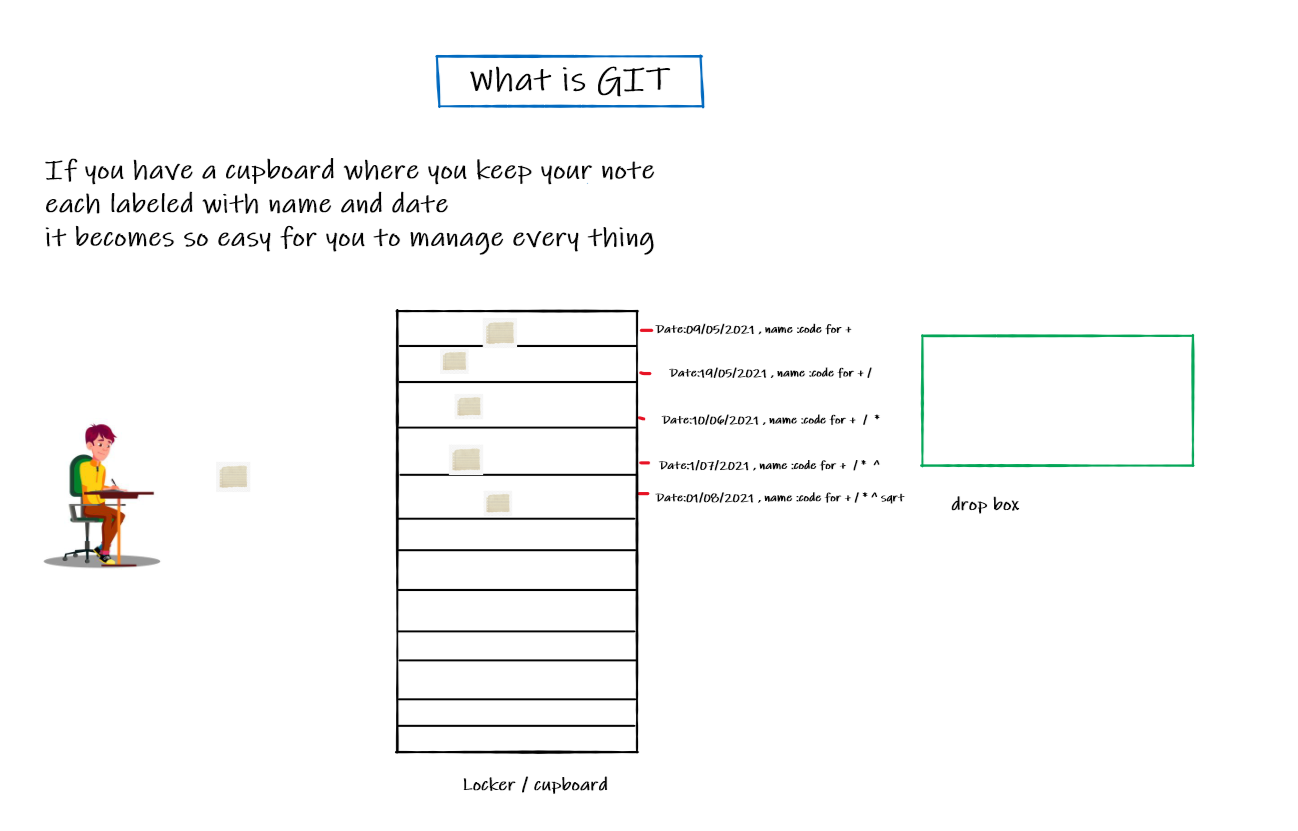 What is GIT
If you have a cupboard where you keep your note
each labeled with name and date
it becomes so easy for you to manage every thing
Date:09/05/2021 , name :code for +
Date:19/05/2021 , name :code for + /
Date:10/06/2021 , name :code for + / *
Date:1/07/2021 , name :code for + / * ^
Date:01/08/2021 , name :code for + / * ^ sqrt
drop box
Locker / cupboard